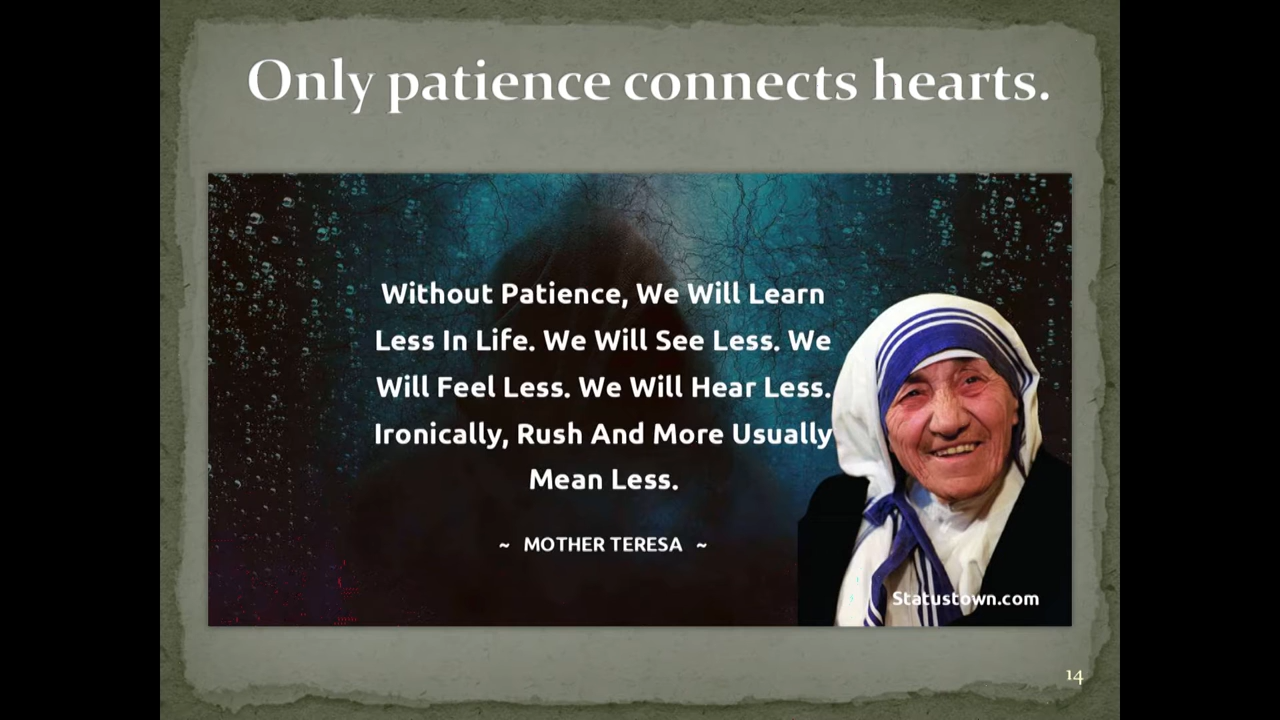 Only patience connects hearts.
Without Patience, We Will Learn
Less In Life. We Will See Less. We
Will Feel Less. We Will Hear Less.
Ironically, Rush And More Usually
Mean Less.
~ MOTHER TERESA ~
Statustown.com
14